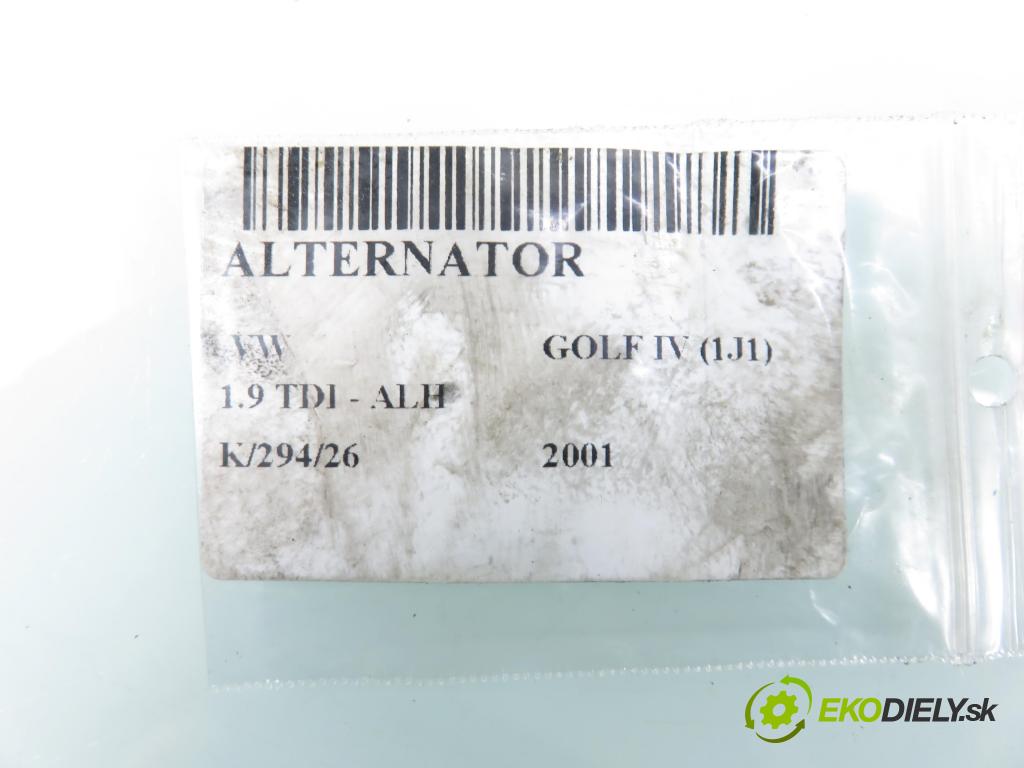 ALTERNATOR
VW GOLF IV (1J1)
1.9 TDI - ALH
K/294/26 2001
EKODIELY.sk